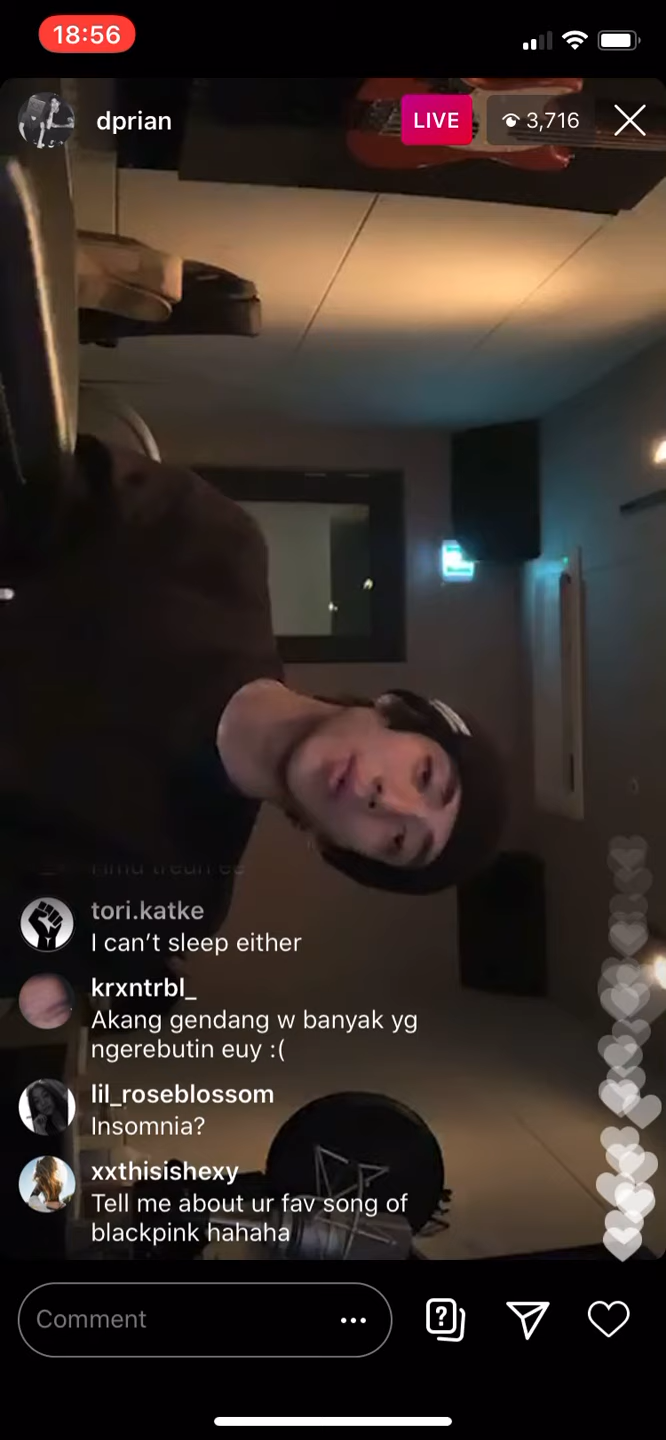 18:56
dprian
LIVE
3,716
tori.katke
I can’t sleep either
krxntrbl_
Akang gendang w banyak yg
ngerebutin euy :(
lil_roseblossom
Insomnia?
xxthisishexy
Tell me about ur fav song of
blackpink hahaha
Comment